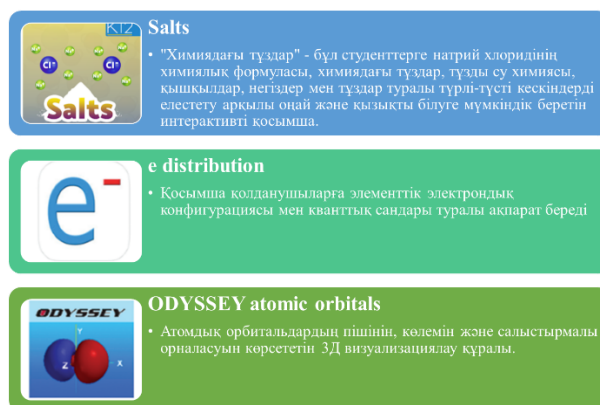 K12
Cl⁻
Cl⁻
Salts
Salts
• "Химиядағы тұздар" - бұл студенттерге натрий хлоридінің
химиялық формуласы, химиядағы тұздар, тұзды су химиясы,
қышқылдар, негіздер мен тұздар туралы түрлі-түсті кескіндерді
елестету арқылы оңай және қызықты білуге мүмкіндік беретін
интерактивті қосымша.
e⁻
e distribution
• Қосымша қолданушыларға элементтік электрондық
конфигурациясы мен кванттық сандары туралы ақпарат береді
ODYSSEY
Y
Z
X
ODYSSEY atomic orbitals
• Атомдық орбитальдардың пішінін, көлемін және салыстырмалы
орналасуын көрсететін 3Д визуализациялау құралы.